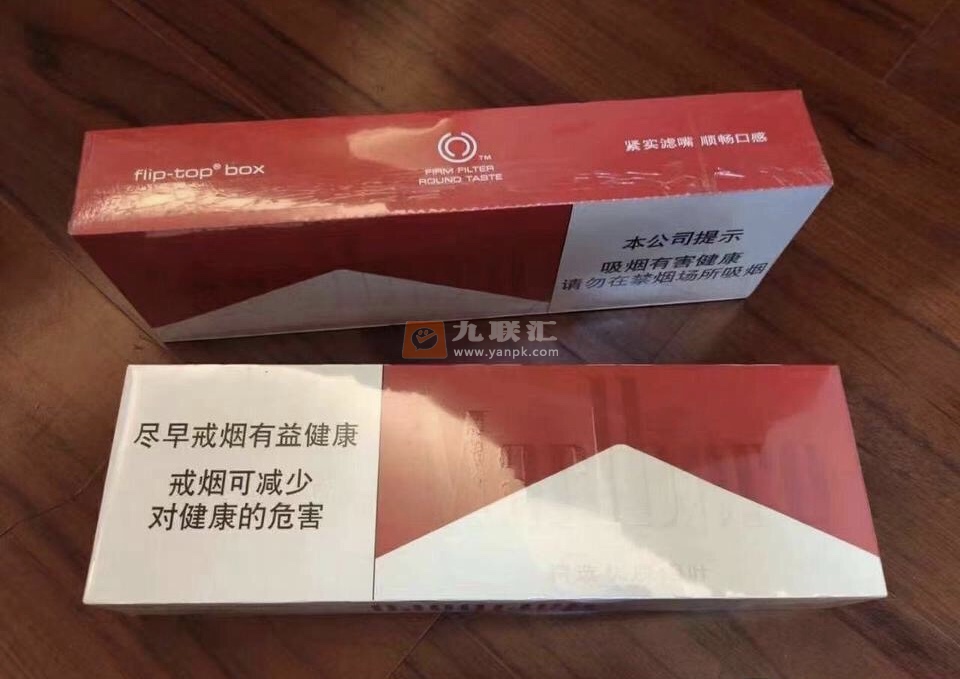 flip-top® box
FIRM FILTER
ROUND TASTE
TM
紧实滤嘴 顺畅口感
本公司提示
吸烟有害健康
请勿在禁烟场所吸烟
九联汇
www.yanpk.com
尽早戒烟有益健康
戒烟可减少
对健康的危害